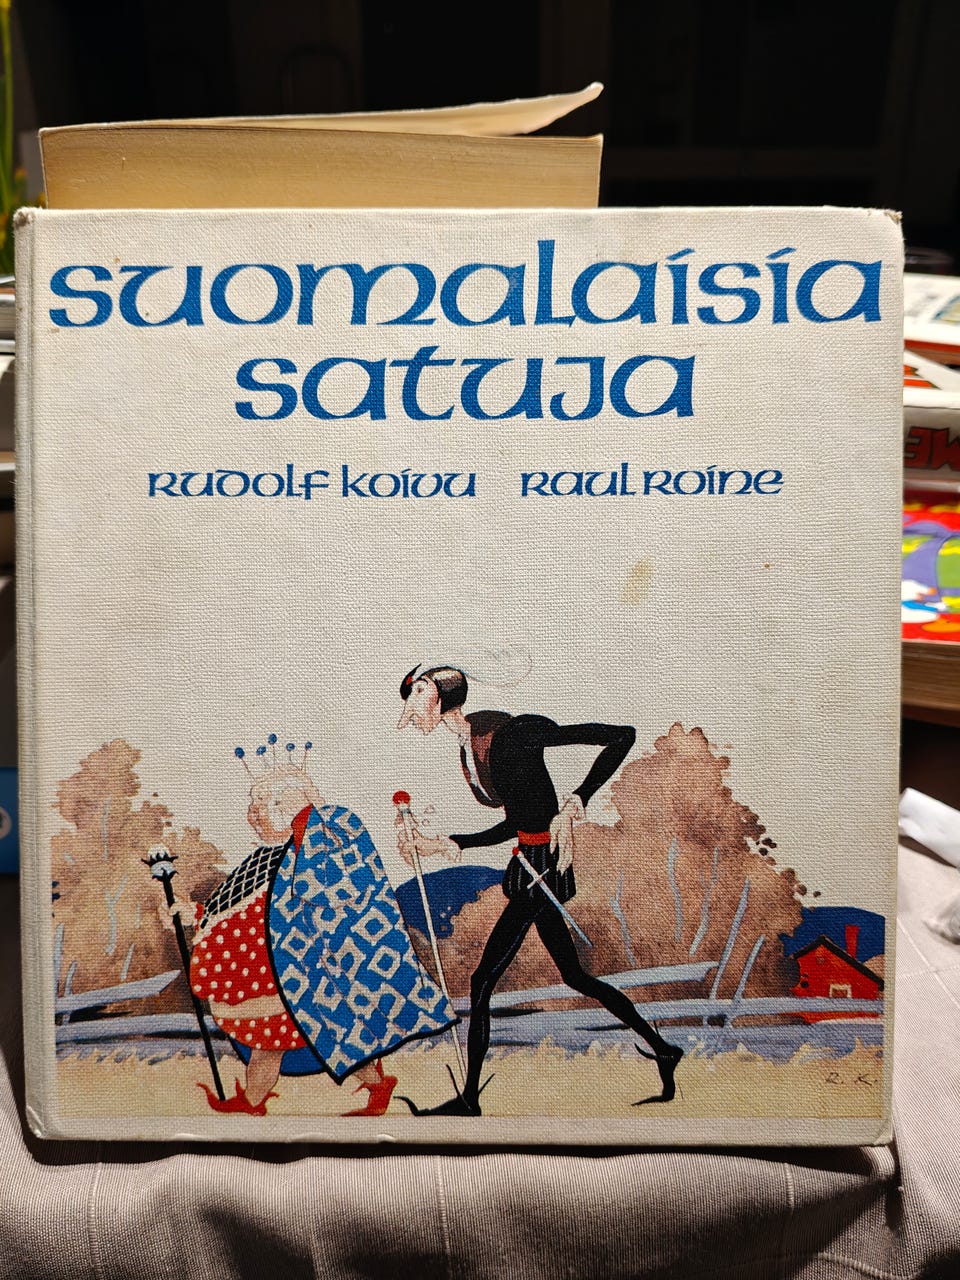 suomalaisia
satuja
rudolf koivu raul roine
R. K.